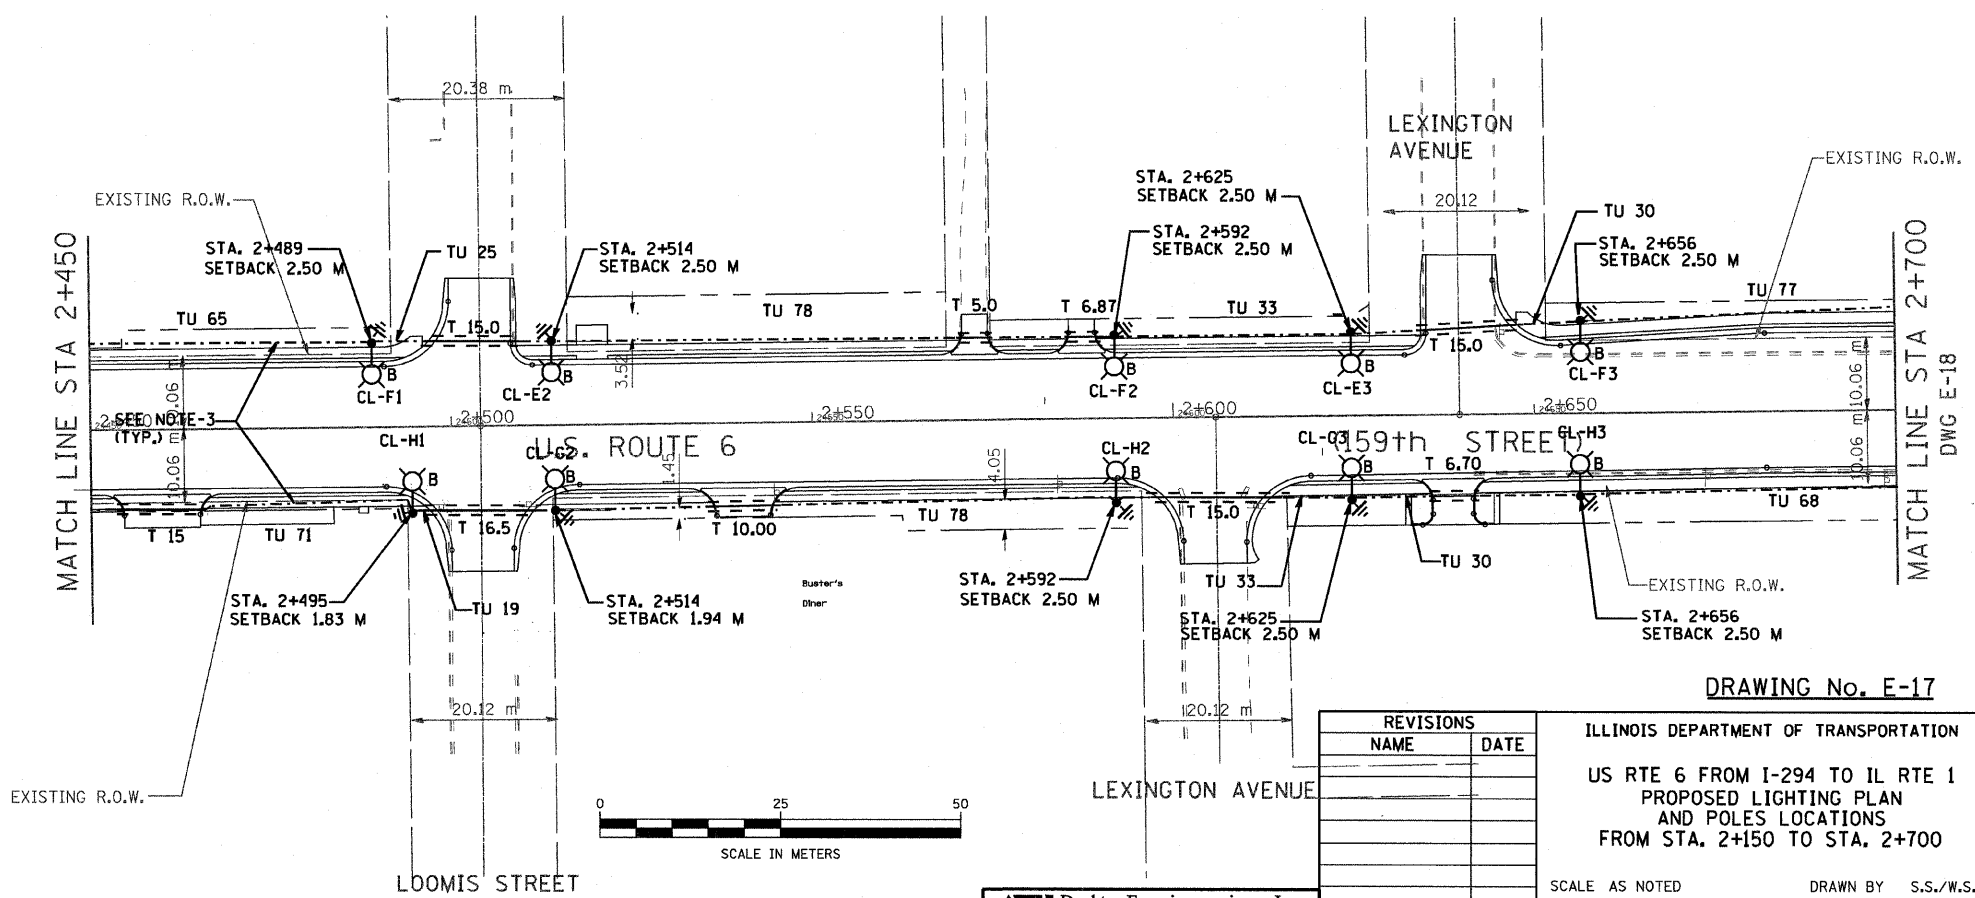 20.38 m
LEXINGTON
AVENUE
EXISTING R.O.W.
STA. 2+625
SETBACK 2.50 M
20.12
TU 30
EXISTING R.O.W.
STA. 2+592
SETBACK 2.50 M
STA. 2+489
SETBACK 2.50 M
TU 25
STA. 2+514
SETBACK 2.50 M
STA. 2+656
SETBACK 2.50 M
MATCH LINE STA 2+450
MATCH LINE STA 2+700
DWG E-18
TU 65
T 15.0
TU 78
T 5.0
T 6.87
TU 33
T 15.0
TU 77
3.52
10.06 m
10.06 m
B
CL-F1
CL-E2
B
B
CL-F2
CL-E3
B
B
CL-F3
SEE NOTE-3
(TYP.)
2+500
2+550
2+600
2+650
CL-H1
U.S. ROUTE 6
CL-G2
CL-H2
CL-G3
159th STREET
CL-H3
10.06 m
10.06 m
B
B
1.45
4.05
B
B
T 6.70
B
T 15
TU 71
T 16.5
T 10.00
TU 78
T 15.0
TU 68
TU 30
STA. 2+495
SETBACK 1.83 M
TU 19
STA. 2+514
SETBACK 1.94 M
Buster's
Diner
STA. 2+592
SETBACK 2.50 M
TU 33
STA. 2+625
SETBACK 2.50 M
EXISTING R.O.W.
STA. 2+656
SETBACK 2.50 M
20.12 m
20.12 m
DRAWING No. E-17
EXISTING R.O.W.
LEXINGTON AVENUE
0 25 50
SCALE IN METERS
LOOMIS STREET
REVISIONS
NAME DATE
ILLINOIS DEPARTMENT OF TRANSPORTATION
US RTE 6 FROM I-294 TO IL RTE 1
PROPOSED LIGHTING PLAN
AND POLES LOCATIONS
FROM STA. 2+150 TO STA. 2+700
SCALE AS NOTED
DRAWN BY S.S./W.S.